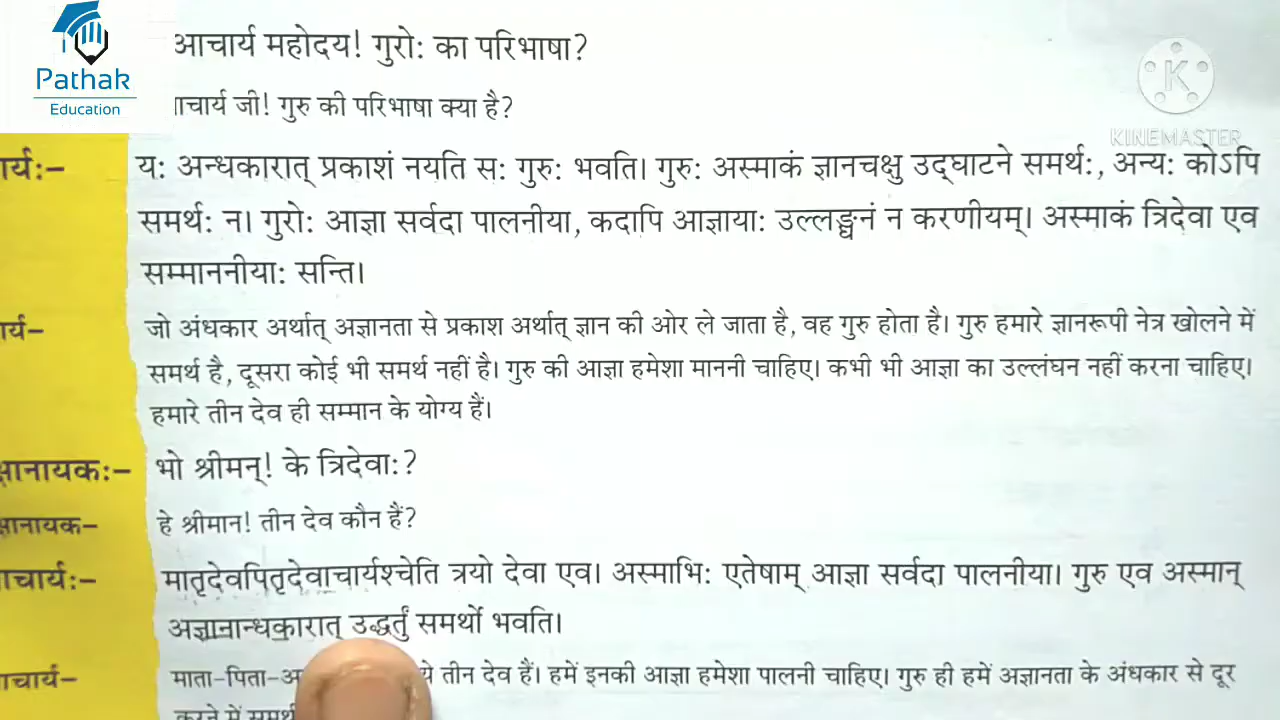 Pathak
Education
KINEMASTER
आचार्य महोदय! गुरोः का परिभाषा?
ाचार्य जी! गुरु की परिभाषा क्या है?
र्यः– यः अन्धकारात् प्रकाशं नयति सः गुरुः भवति। गुरुः अस्माकं ज्ञानचक्षु उद्घाटने समर्थः, अन्यः कोऽपि
समर्थः न। गुरोः आज्ञा सर्वदा पालनीया, कदापि आज्ञायाः उल्लङ्घनं न करणीयम्। अस्माकं त्रिदेवा एव
सम्माननीयाः सन्ति।
र्य– जो अंधकार अर्थात् अज्ञानता से प्रकाश अर्थात् ज्ञान की ओर ले जाता है, वह गुरु होता है। गुरु हमारे ज्ञानरूपी नेत्र खोलने में
समर्थ है, दूसरा कोई भी समर्थ नहीं है। गुरु की आज्ञा हमेशा माननी चाहिए। कभी भी आज्ञा का उल्लंघन नहीं करना चाहिए।
हमारे तीन देव ही सम्मान के योग्य हैं।
क्षानायकः– भो श्रीमन्! के त्रिदेवाः?
क्षानायक– हे श्रीमान! तीन देव कौन हैं?
ाचार्यः– मातृदेवपितृदेवाचार्यश्चेति त्रयो देवा एव। अस्माभिः एतेषाम् आज्ञा सर्वदा पालनीया। गुरु एव अस्मान्
अज्ञानान्धकारात् उद्धर्तुं समर्थो भवति।
ाचार्य– माता-पिता- ये तीन देव हैं। हमें इनकी आज्ञा हमेशा पालनी चाहिए। गुरु ही हमें अज्ञानता के अंधकार से दूर
करने में